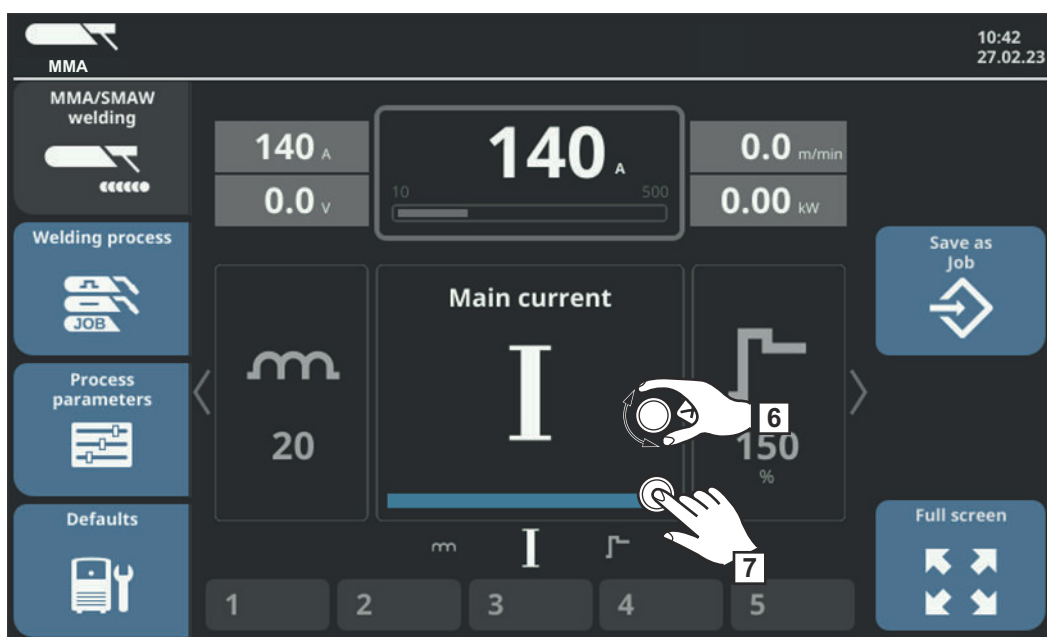 MMA
10:42
27.02.23
MMA/SMAW
welding
140 A
0.0 V
140 A
10
500
0.0 m/min
0.00 kW
Welding process
JOB
Save as
Job
Main current
I
20
150
%
6
Process
parameters
7
I
Defaults
Full screen
1
2
3
4
5